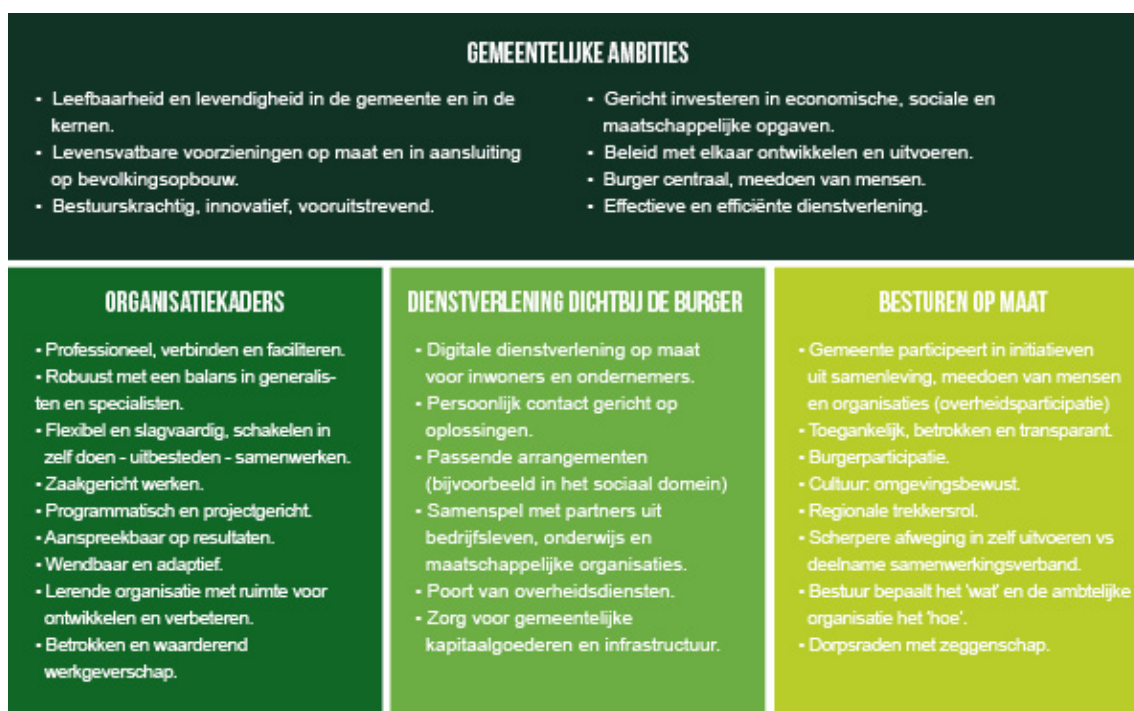 GEMEENTELIJKE AMBITIES
• Leefbaarheid en levendigheid in de gemeente en in de
kernen.
• Levensvatbare voorzieningen op maat en in aansluiting
op bevolkingsopbouw.
• Bestuurskrachtig, innovatief, vooruitstrevend.
• Gericht investeren in economische, sociale en
maatschappelijke opgaven.
• Beleid met elkaar ontwikkelen en uitvoeren.
• Burger centraal, meedoen van mensen.
• Effectieve en efficiënte dienstverlening.
ORGANISATIEKADERS
• Professioneel, verbinden en faciliteren.
• Robuust met een balans in generalis-
ten en specialisten.
• Flexibel en slagvaardig, schakelen in
zelf doen - uitbesteden - samenwerken.
• Zaakgericht werken.
• Programmatisch en projectgericht.
• Aanspreekbaar op resultaten.
• Wendbaar en adaptief.
• Lerende organisatie met ruimte voor
ontwikkelen en verbeteren.
• Betrokken en waarderend
werkgeverschap.
DIENSTVERLENING DICHTBIJ DE BURGER
• Digitale dienstverlening op maat
voor inwoners en ondernemers.
• Persoonlijk contact gericht op
oplossingen.
• Passende arrangementen
(bijvoorbeeld in het sociaal domein)
• Samenspel met partners uit
bedrijfsleven, onderwijs en
maatschappelijke organisaties.
• Poort van overheidsdiensten.
• Zorg voor gemeentelijke
kapitaalgoederen en infrastructuur.
BESTUREN OP MAAT
• Gemeente participeert in initiatieven
uit samenleving, meedoen van mensen
en organisaties (overheidsparticipatie)
• Toegankelijk, betrokken en transparant.
• Burgerparticipatie.
• Cultuur: omgevingsbewust.
• Regionale trekkersrol.
• Scherpere afweging in zelf uitvoeren vs
deelname samenwerkingsverband.
• Bestuur bepaalt het 'wat' en de ambtelijke
organisatie het 'hoe'.
• Dorpsraden met zeggenschap.